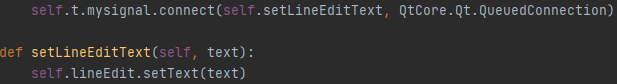 self.t.mysignal.connect(self.setLineEditText, QtCore.Qt.QueuedConnection)
def setLineEditText(self, text):
self.lineEdit.setText(text)